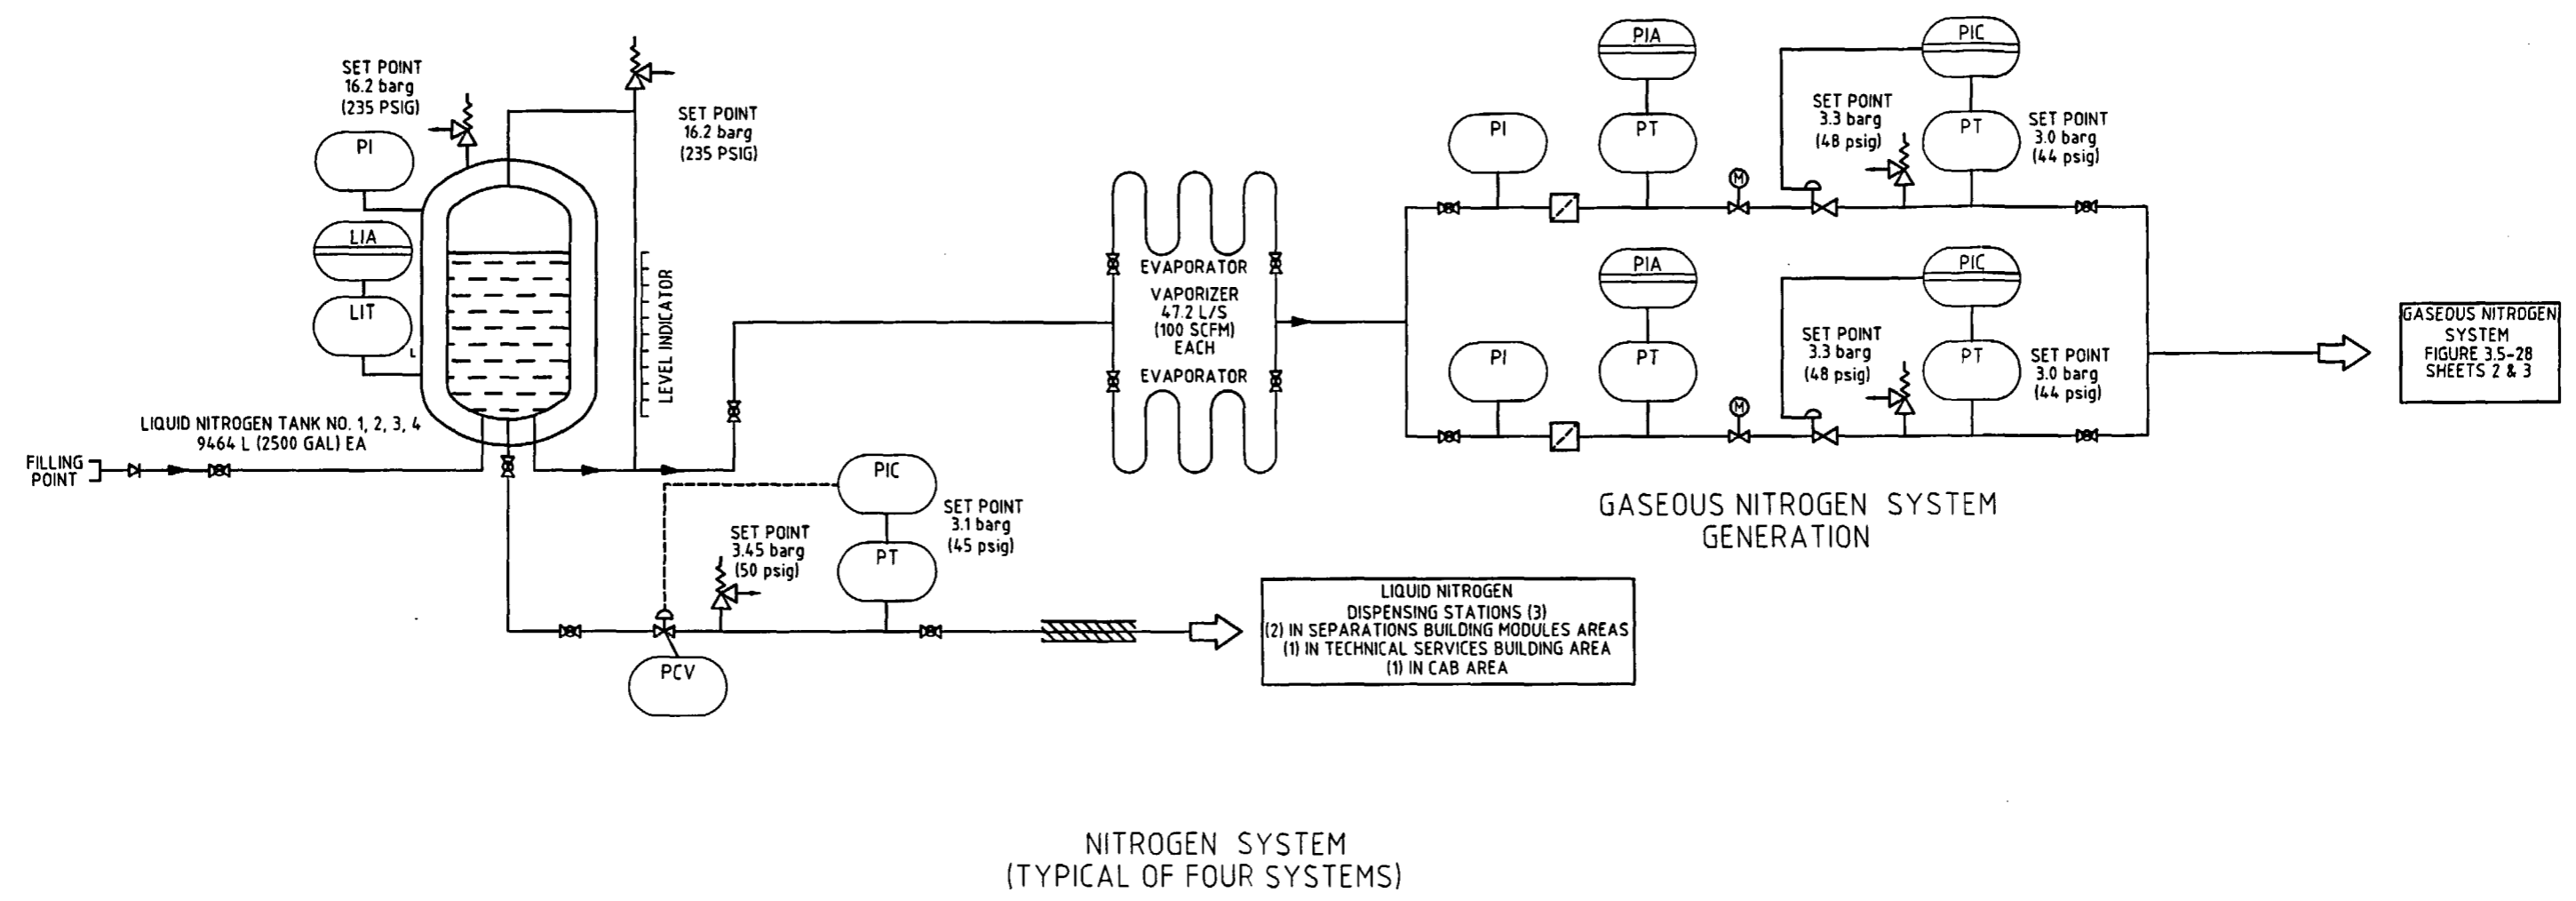 SET POINT
16.2 barg
(235 PSIG)
PI
LIA
LIT
L
SET POINT
16.2 barg
(235 PSIG)
LEVEL INDICATOR
LIQUID NITROGEN TANK NO. 1, 2, 3, 4
9464 L (2500 GAL) EA
FILLING
POINT
EVAPORATOR
VAPORIZER
47.2 L/S
(100 SCFM)
EACH
EVAPORATOR
PI
PIA
PT
M
SET POINT
3.3 barg
(48 psig)
PIC
PT
SET POINT
3.0 barg
(44 psig)
PI
PIA
PT
M
SET POINT
3.3 barg
(48 psig)
PIC
PT
SET POINT
3.0 barg
(44 psig)
GASEOUS NITROGEN
SYSTEM
FIGURE 3.5-28
SHEETS 2 & 3
GASEOUS NITROGEN SYSTEM
GENERATION
PIC
SET POINT
3.1 barg
(45 psig)
PT
SET POINT
3.45 barg
(50 psig)
PCV
LIQUID NITROGEN
DISPENSING STATIONS (3)
(2) IN SEPARATIONS BUILDING MODULES AREAS
(1) IN TECHNICAL SERVICES BUILDING AREA
(1) IN CAB AREA
NITROGEN SYSTEM
(TYPICAL OF FOUR SYSTEMS)